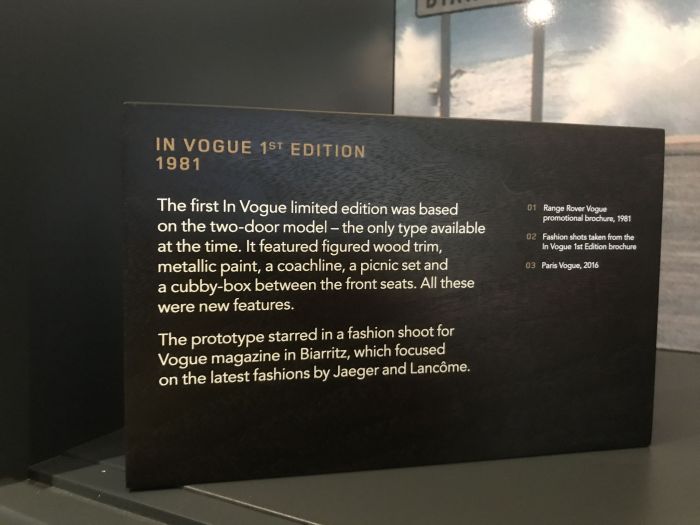 IN VOGUE 1ST EDITION
1981
The first In Vogue limited edition was based
on the two-door model – the only type available
at the time. It featured figured wood trim,
metallic paint, a coachline, a picnic set and
a cubby-box between the front seats. All these
were new features.
The prototype starred in a fashion shoot for
Vogue magazine in Biarritz, which focused
on the latest fashions by Jaeger and Lancôme.
01 Range Rover Vogue
promotional brochure, 1981
02 Fashion shots taken from the
In Vogue 1st Edition brochure
03 Paris Vogue, 2016